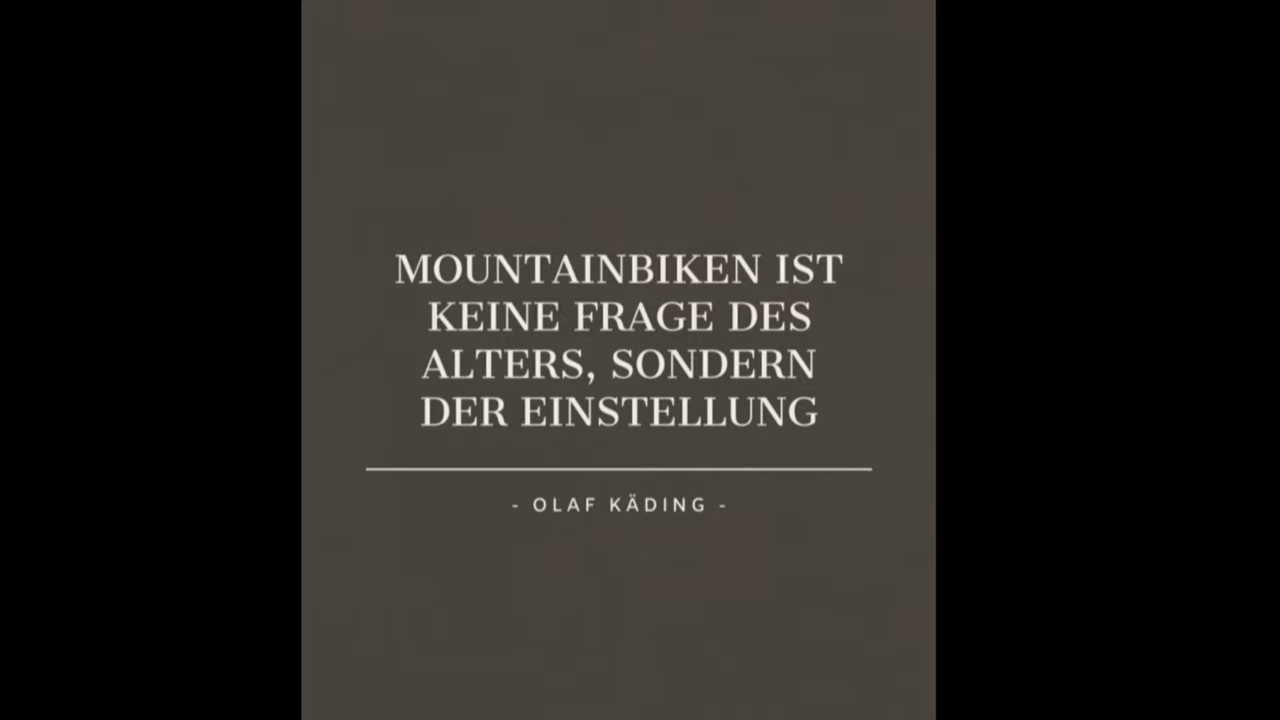 MOUNTAINBIKEN IST
KEINE FRAGE DES
ALTERS, SONDERN
DER EINSTELLUNG
- OLAF KÄDING -